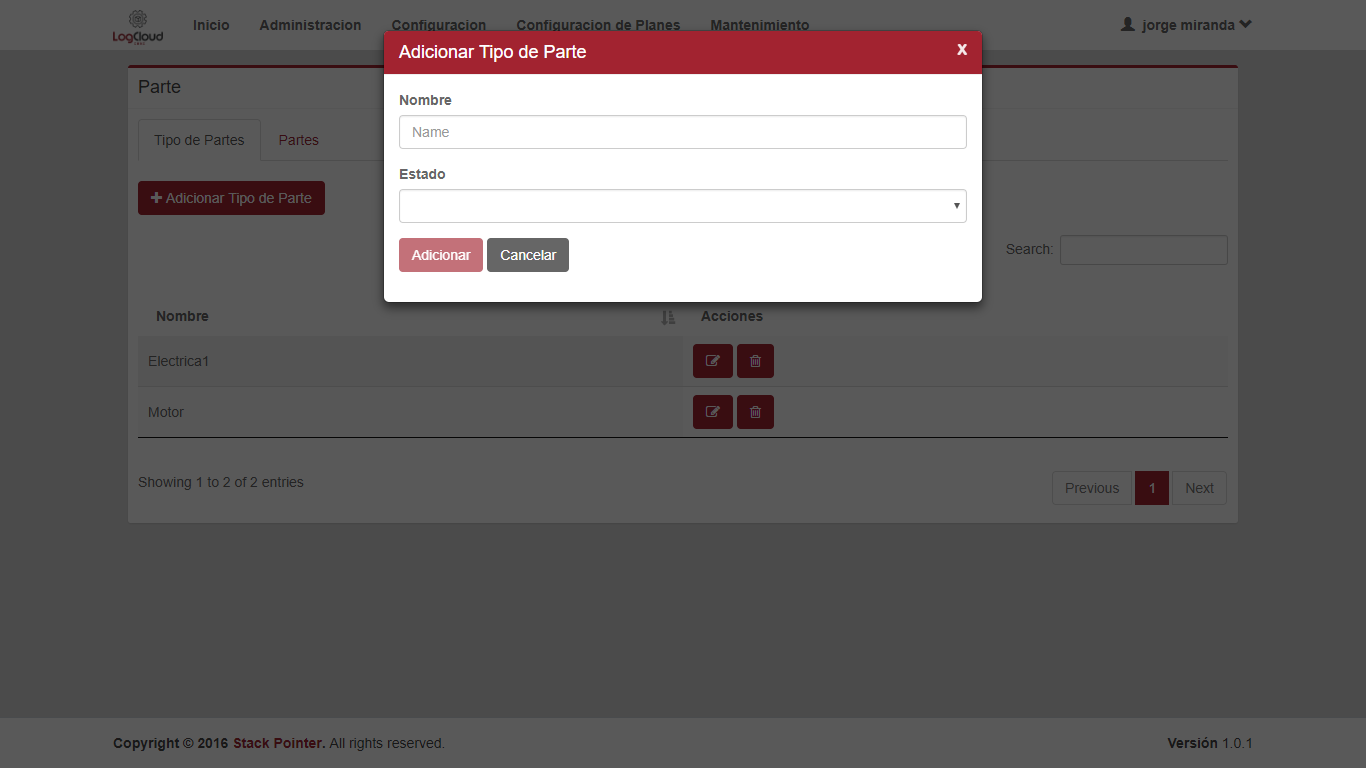 LogCloud
Inicio
Administracion
Configuracion
Configuracion de Planes
Mantenimiento
jorge miranda
Adicionar Tipo de Parte
x
Nombre
Name
Estado
Adicionar
Cancelar
Parte
Tipo de Partes
Partes
Adicionar Tipo de Parte
Search:
Nombre
Acciones
Electrica1
Motor
Showing 1 to 2 of 2 entries
Previous
1
Next
Copyright © 2016 Stack Pointer. All rights reserved.
Versión 1.0.1